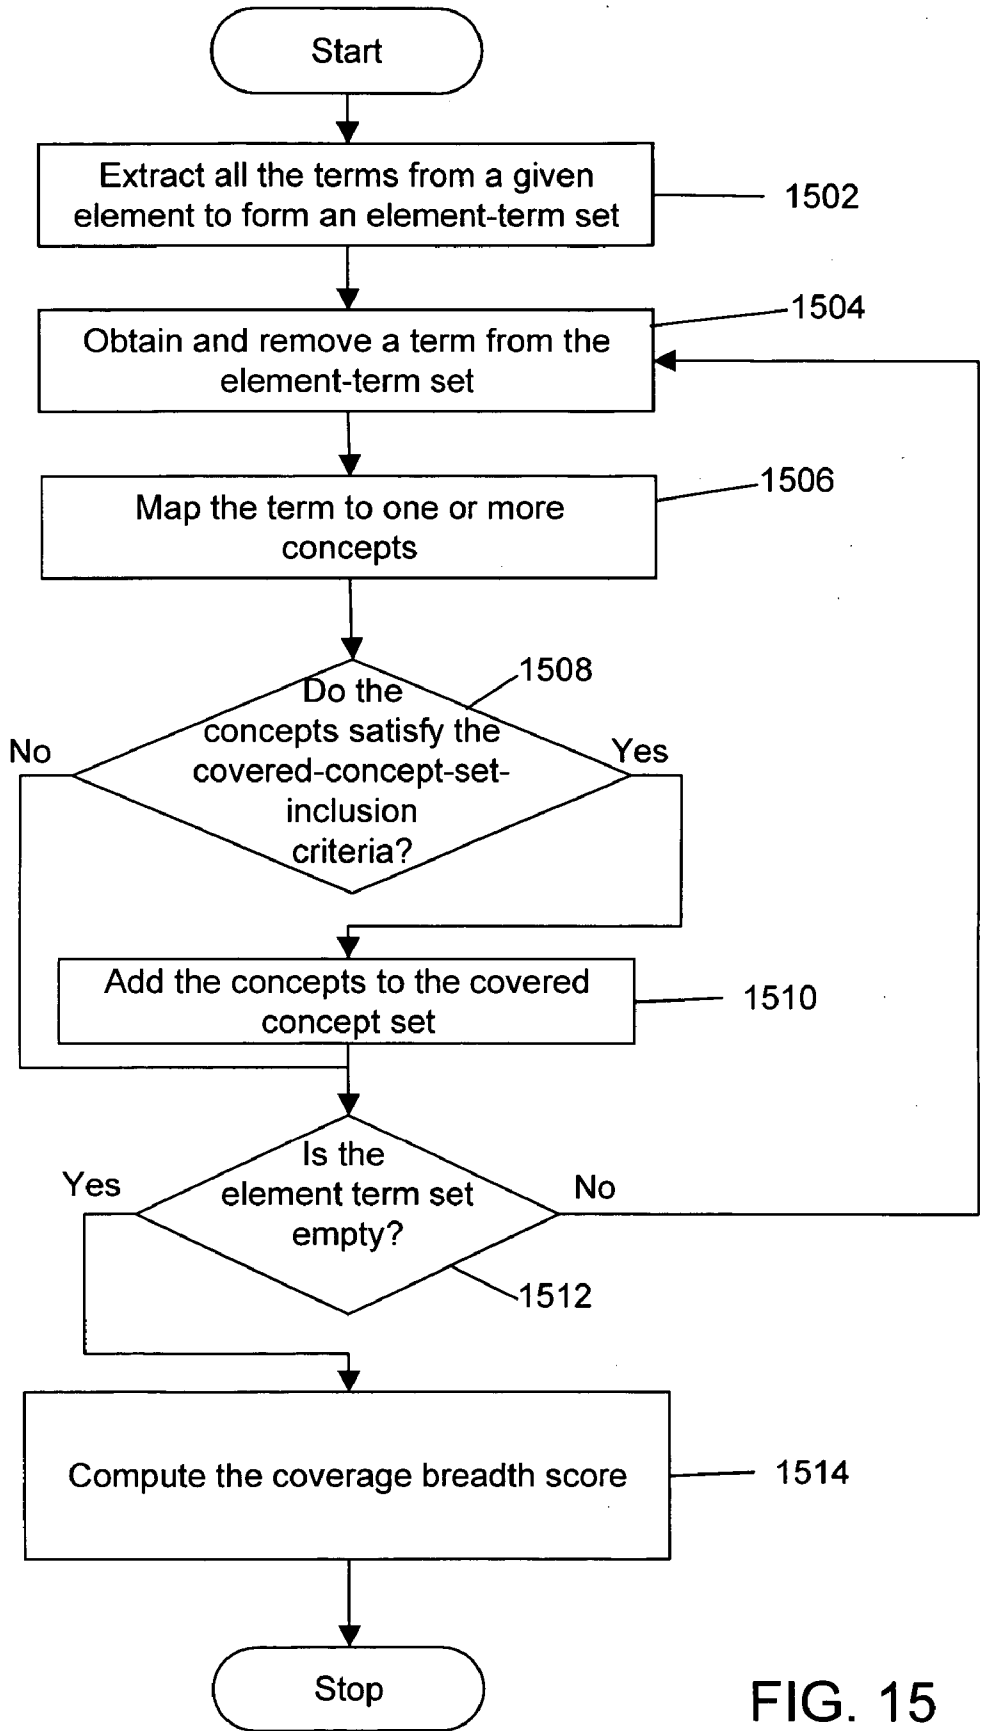 Start
Extract all the terms from a given
element to form an element-term set
1502
1504
Obtain and remove a term from the
element-term set
1506
Map the term to one or more
concepts
1508
Do the
concepts satisfy the
covered-concept-set-
inclusion
criteria?
No
Yes
Add the concepts to the covered
concept set
1510
Is the
element term set
empty?
Yes
No
1512
Compute the coverage breadth score
1514
Stop
FIG. 15